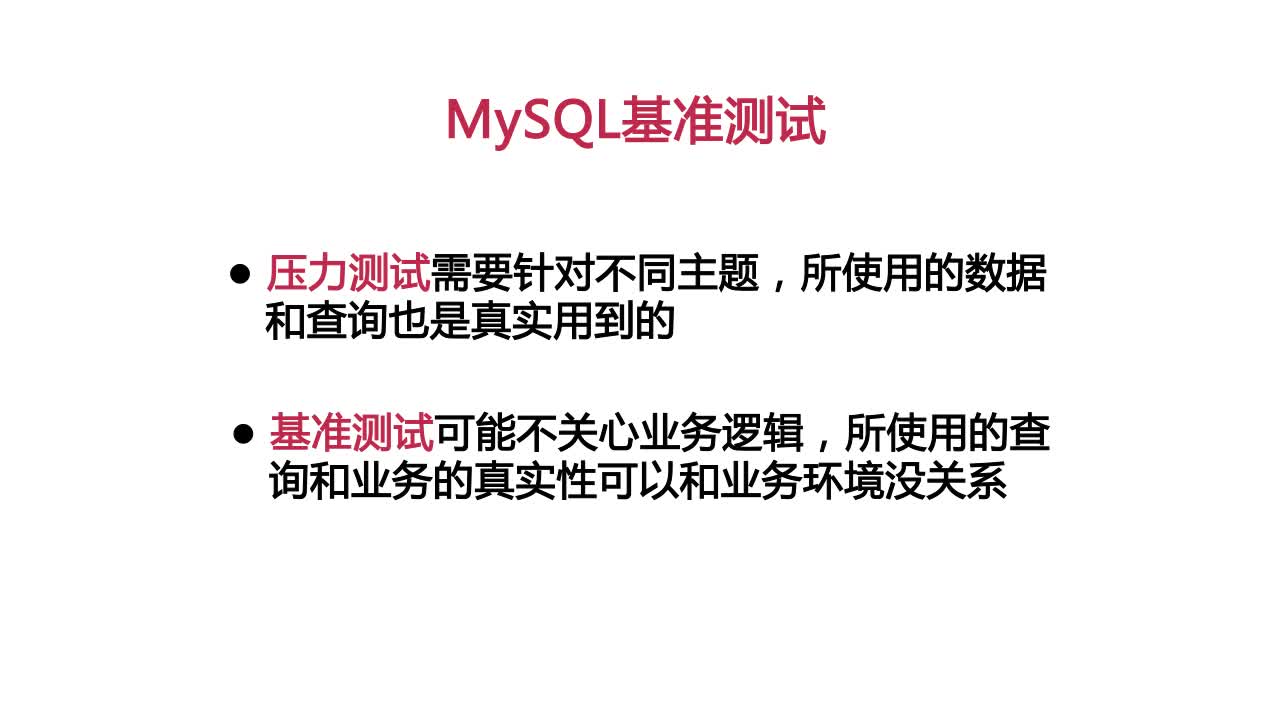 MySQL基准测试
● 压力测试需要针对不同主题，所使用的数据
和查询也是真实用到的
● 基准测试可能不关心业务逻辑，所使用的查
询和业务的真实性可以和业务环境没关系